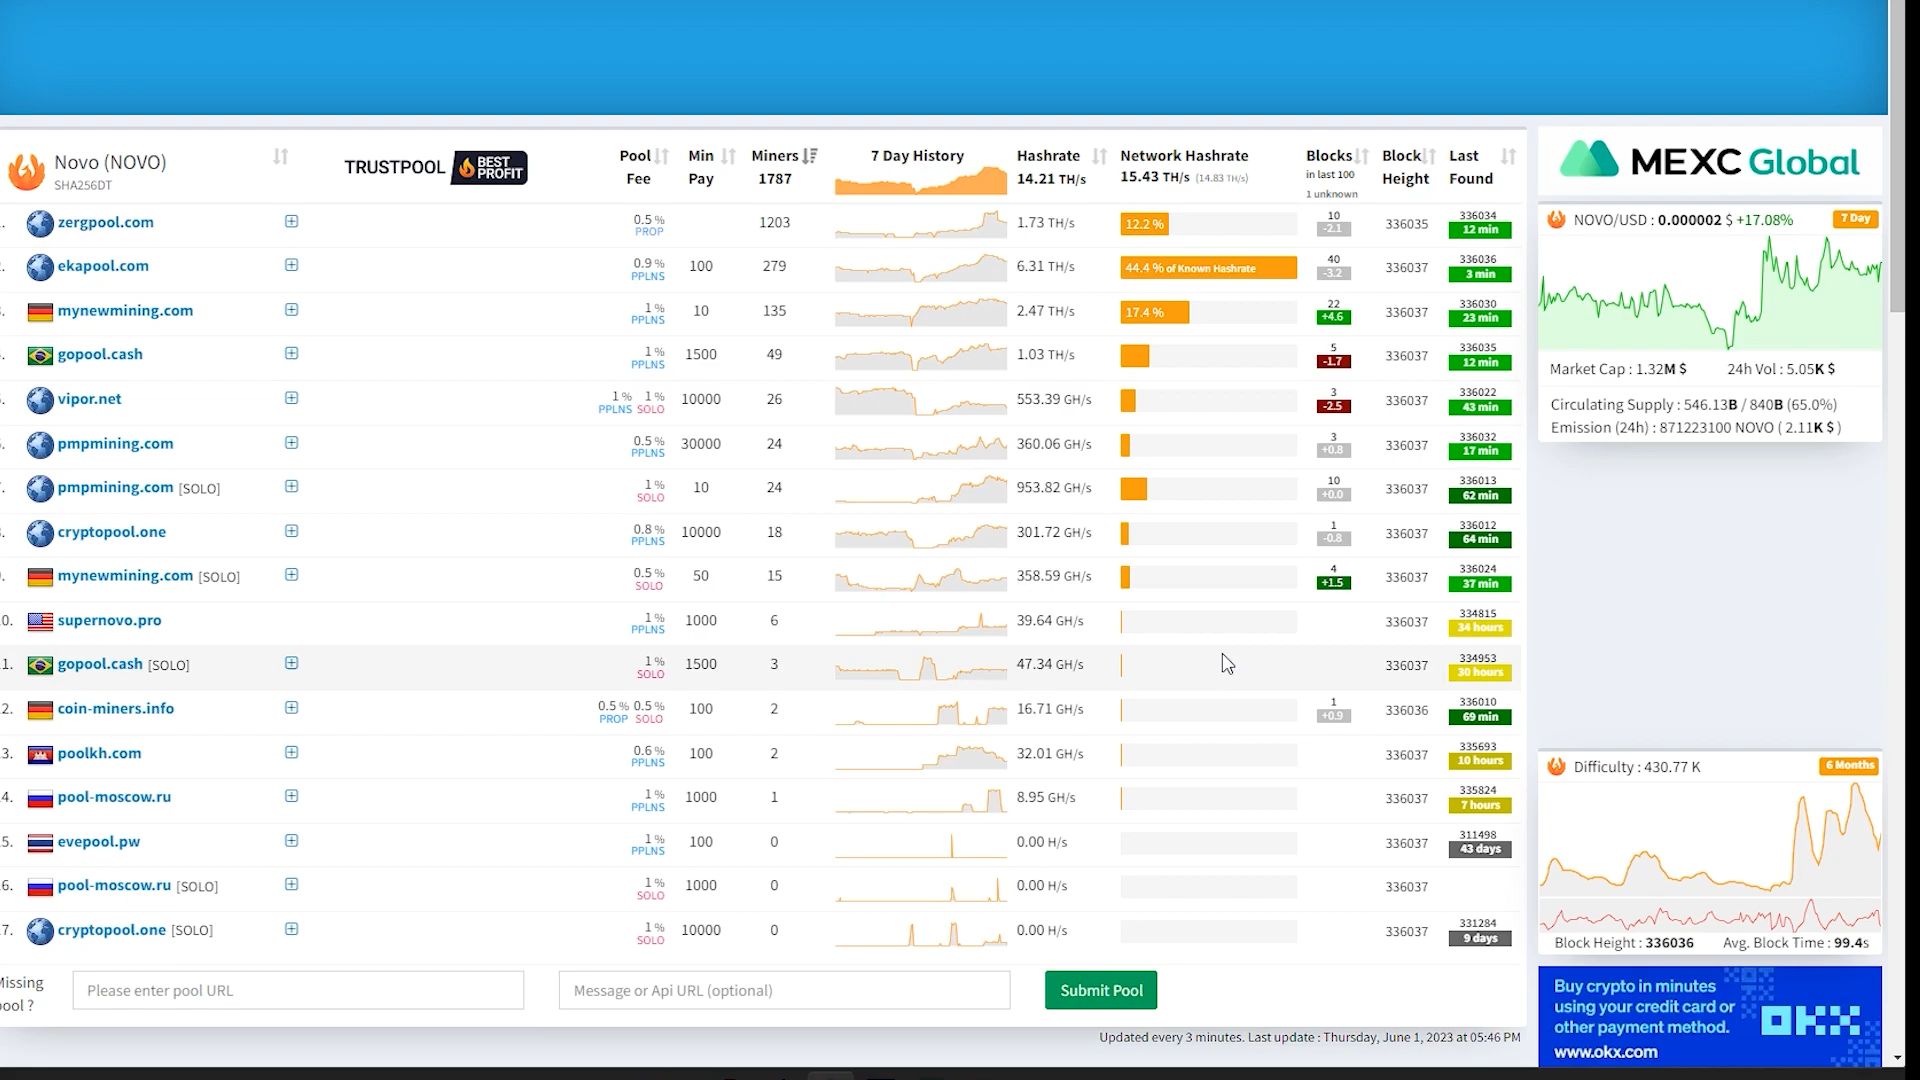 Novo (NOVO)
SHA256DT
TRUSTPOOL BEST PROFIT
Pool Fee
Min Pay
Miners 1787
7 Day History
Hashrate 14.21 TH/s
Network Hashrate 15.43 TH/s (14.83 TH/s)
Blocks in last 100 1 unknown
Block Height
Last Found
zergpool.com 0.5 % PROP 1203 1.73 TH/s 12.2 % 10 -2.1 336035 336034 12 min
ekapool.com 0.9 % PPLNS 100 279 6.31 TH/s 44.4 % of Known Hashrate 40 -3.2 336037 336036 3 min
mynewmining.com 1 % PPLNS 10 135 2.47 TH/s 17.4 % 22 +4.6 336037 336030 23 min
gopool.cash 1 % PPLNS 1500 49 1.03 TH/s 5 -1.7 336037 336035 12 min
vipor.net 1 % PPLNS 1 % SOLO 10000 26 553.39 GH/s 3 -2.5 336037 336022 43 min
pmpmining.com 0.5 % PPLNS 30000 24 360.06 GH/s 3 +0.8 336037 336032 17 min
pmpmining.com [SOLO] 1 % SOLO 10 24 953.82 GH/s 10 +0.0 336037 336013 62 min
cryptopool.one 0.8 % PPLNS 10000 18 301.72 GH/s 1 -0.8 336037 336012 64 min
mynewmining.com [SOLO] 0.5 % SOLO 50 15 358.59 GH/s 4 +1.5 336037 336024 37 min
0. supernovo.pro 1 % PPLNS 1000 6 39.64 GH/s 336037 334815 34 hours
1. gopool.cash [SOLO] 1 % SOLO 1500 3 47.34 GH/s 336037 334953 30 hours
2. coin-miners.info 0.5 % PROP 0.5 % SOLO 100 2 16.71 GH/s 1 +0.9 336036 336010 69 min
3. poolkh.com 0.6 % PPLNS 100 2 32.01 GH/s 336037 335693 10 hours
4. pool-moscow.ru 1 % PPLNS 1000 1 8.95 GH/s 336037 335824 7 hours
5. evepool.pw 1 % PPLNS 100 0 0.00 H/s 336037 311498 43 days
6. pool-moscow.ru [SOLO] 1 % SOLO 1000 0 0.00 H/s 336037
7. cryptopool.one [SOLO] 1 % SOLO 10000 0 0.00 H/s 336037 331284 9 days
Missing pool ?
Please enter pool URL
Message or Api URL (optional)
Submit Pool
Updated every 3 minutes. Last update : Thursday, June 1, 2023 at 05:46 PM
MEXC Global
NOVO/USD : 0.000002 $ +17.08% 7 Day
Market Cap : 1.32M $ 24h Vol : 5.05K $
Circulating Supply : 546.13B / 840B (65.0%)
Emission (24h) : 871223100 NOVO ( 2.11K $ )
Difficulty : 430.77 K 6 Months
Block Height : 336036 Avg. Block Time : 99.4s
Buy crypto in minutes
using your credit card or
other payment method.
www.okx.com
OKX